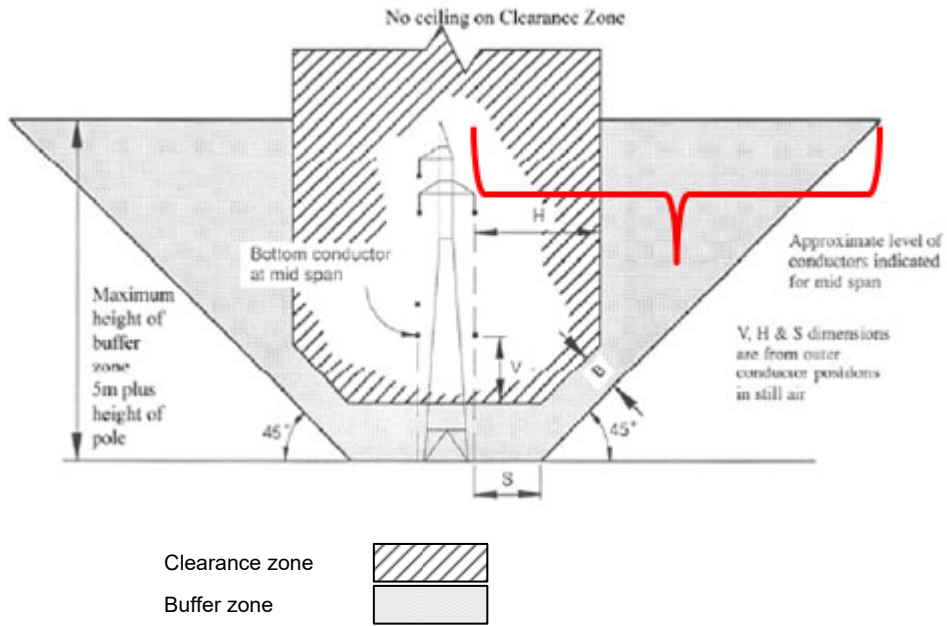 No ceiling on Clearance Zone
H
Bottom conductor
at mid span
Approximate level of
conductors indicated
for mid span
Maximum
height of
buffer
zone
5m plus
height of
pole
V
B
V, H & S dimensions
are from outer
conductor positions
in still air
45°
45°
S
Clearance zone
Buffer zone